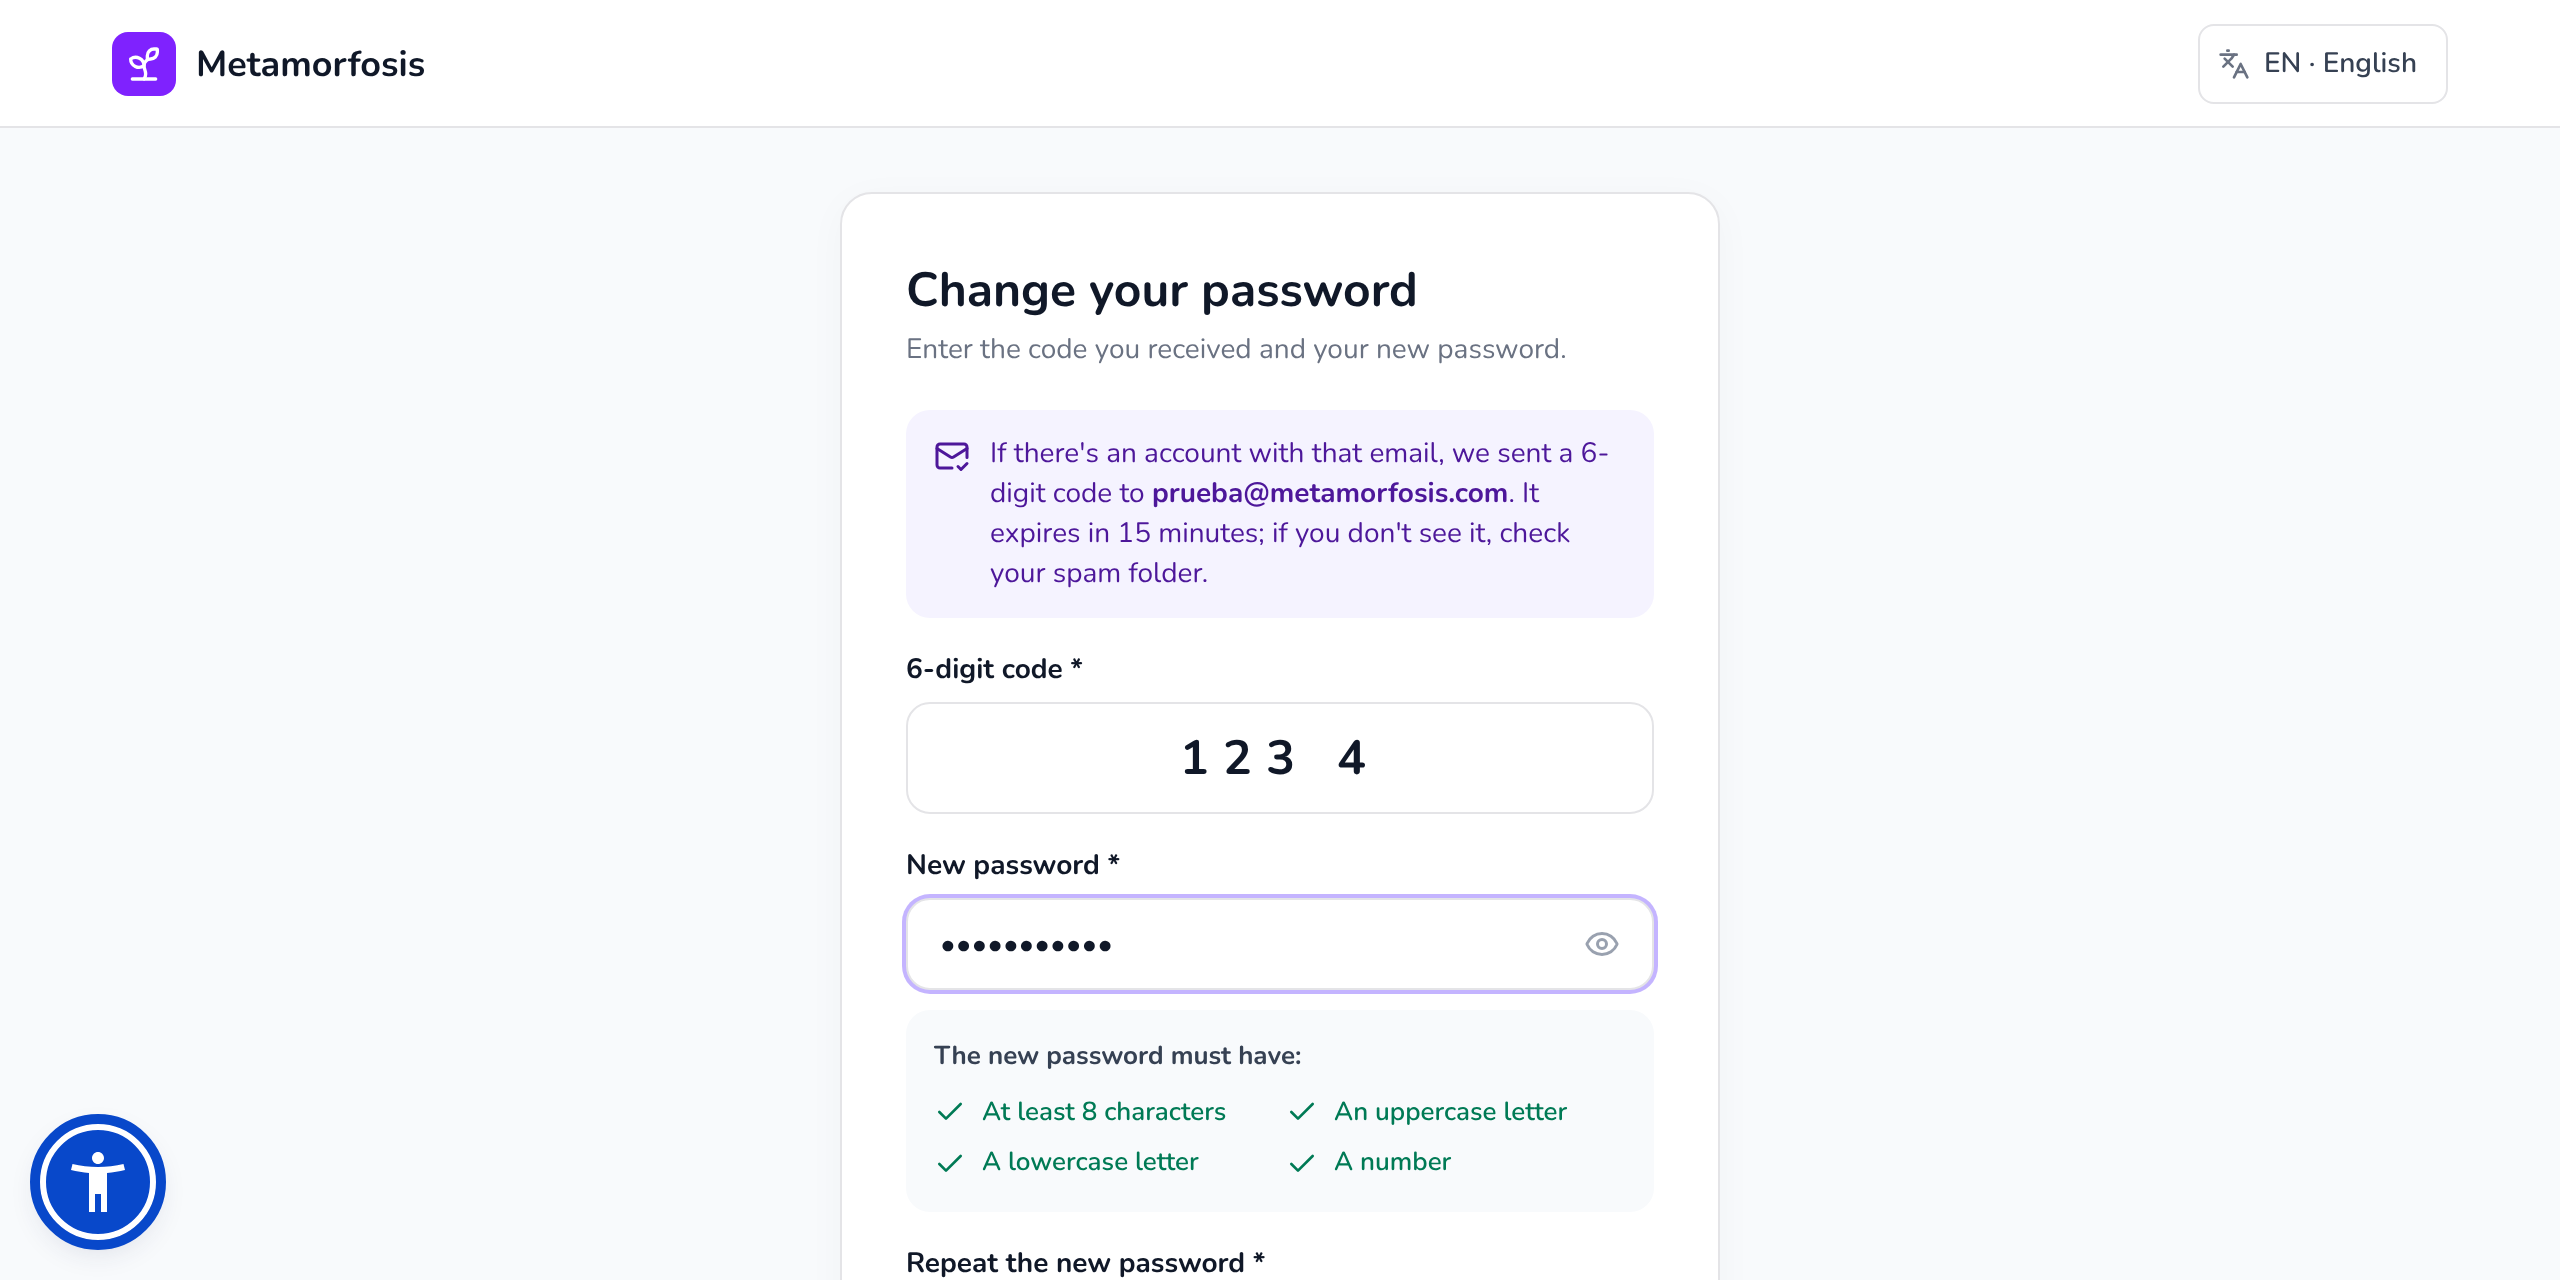 Metamorfosis
EN · English
Change your password
Enter the code you received and your new password.
If there's an account with that email, we sent a 6-
digit code to prueba@metamorfosis.com. It
expires in 15 minutes; if you don't see it, check
your spam folder.
6-digit code *
123 4
New password *
•••••••••••
The new password must have:
At least 8 characters
An uppercase letter
A lowercase letter
A number
Repeat the new password *